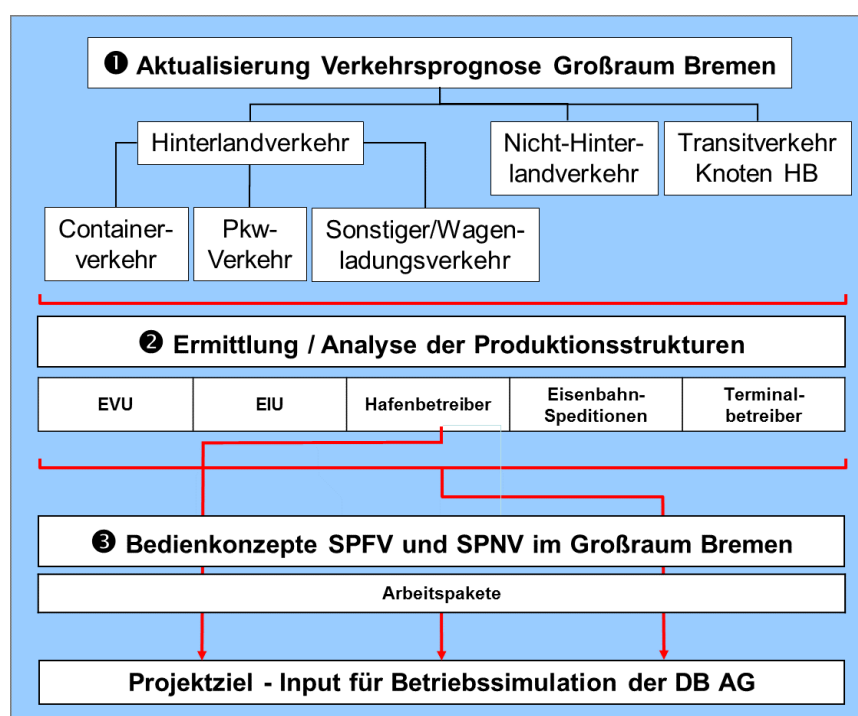 ❶ Aktualisierung Verkehrsprognose Großraum Bremen
Hinterlandverkehr
Nicht-Hinter-
landverkehr
Transitverkehr
Knoten HB
Container-
verkehr
Pkw-
Verkehr
Sonstiger/Wagen-
ladungsverkehr
❷ Ermittlung / Analyse der Produktionsstrukturen
EVU
EIU
Hafenbetreiber
Eisenbahn-
Speditionen
Terminal-
betreiber
❸ Bedienkonzepte SPFV und SPNV im Großraum Bremen
Arbeitspakete
Projektziel - Input für Betriebssimulation der DB AG